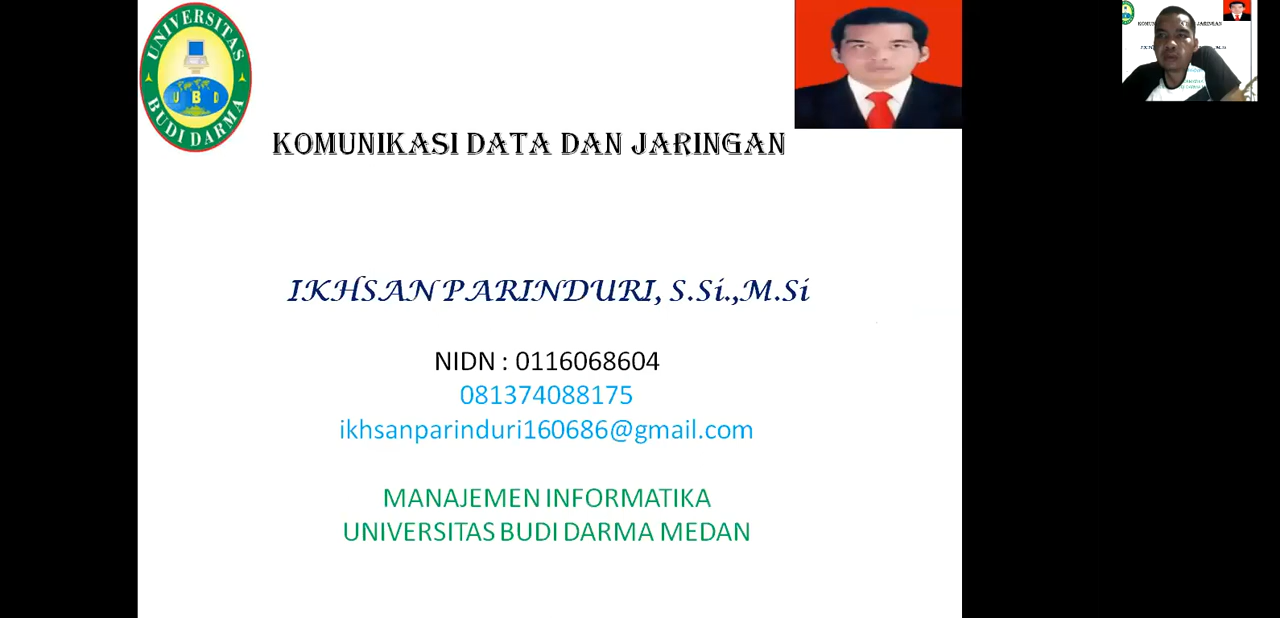 UNIVERSITAS
UBD
BUDI DARMA
KOMUNIKASI DATA DAN JARINGAN
IKHSAN PARINDURI, S.Si.,M.Si
NIDN : 0116068604
081374088175
ikhsanparinduri160686@gmail.com
MANAJEMEN INFORMATIKA
UNIVERSITAS BUDI DARMA MEDAN